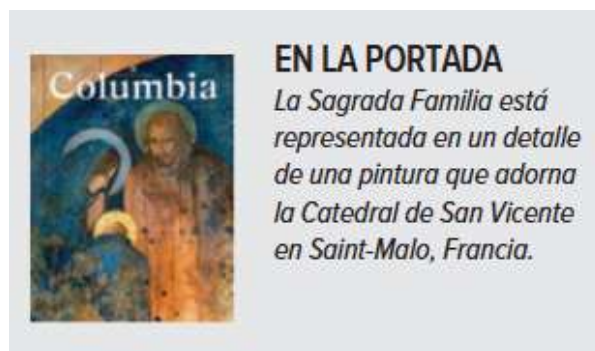 Columbia
EN LA PORTADA
La Sagrada Familia está
representada en un detalle
de una pintura que adorna
la Catedral de San Vicente
en Saint-Malo, Francia.